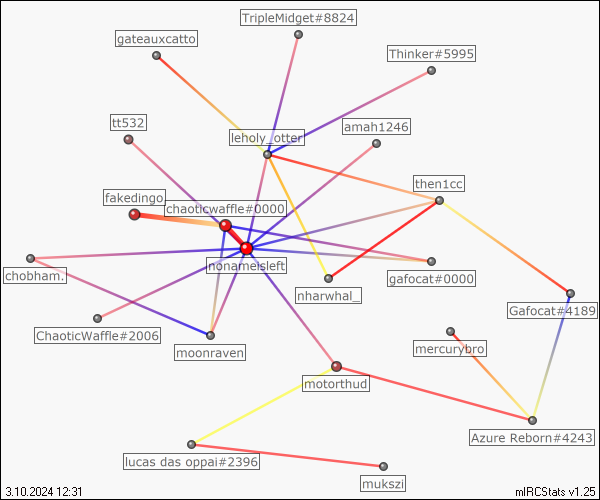 TripleMidget#8824
gateauxcatto
Thinker#5995
tt532
amah1246
leholy_otter
then1cc
fakedingo
chaoticwaffle#0000
nonameisleft
chobham.
gafocat#0000
nharwhal_
Gafocat#4189
ChaoticWaffle#2006
moonraven
mercurybro
motorthud
Azure Reborn#4243
lucas das oppai#2396
mukszi
3.10.2024 12:31
mIRCStats v1.25